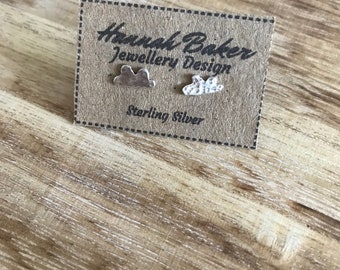 Hannah Baker
Jewellery Design
Sterling Silver